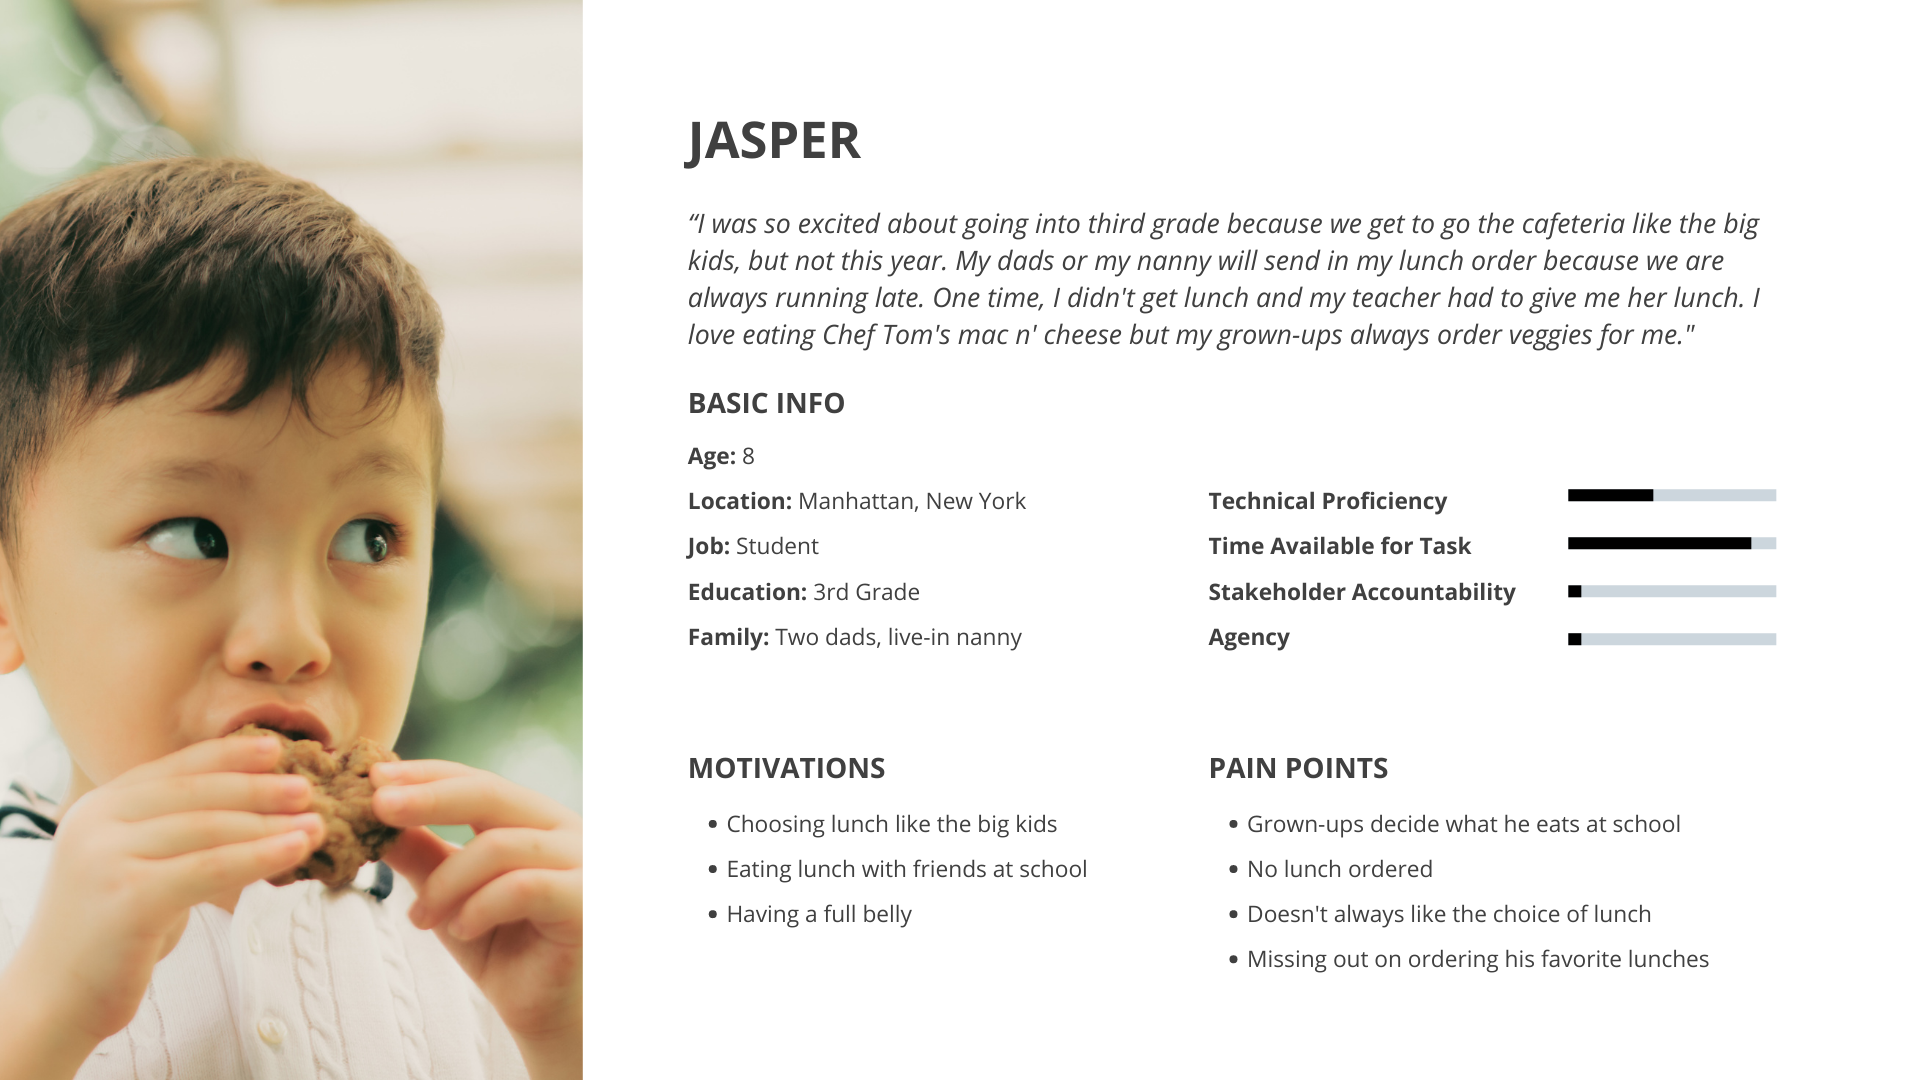 JASPER
“I was so excited about going into third grade because we get to go the cafeteria like the big
kids, but not this year. My dads or my nanny will send in my lunch order because we are
always running late. One time, I didn't get lunch and my teacher had to give me her lunch. I
love eating Chef Tom's mac n' cheese but my grown-ups always order veggies for me."
BASIC INFO
Age: 8
Location: Manhattan, New York
Job: Student
Education: 3rd Grade
Family: Two dads, live-in nanny
Technical Proficiency
Time Available for Task
Stakeholder Accountability
Agency
MOTIVATIONS
• Choosing lunch like the big kids
• Eating lunch with friends at school
• Having a full belly
PAIN POINTS
• Grown-ups decide what he eats at school
• No lunch ordered
• Doesn't always like the choice of lunch
• Missing out on ordering his favorite lunches